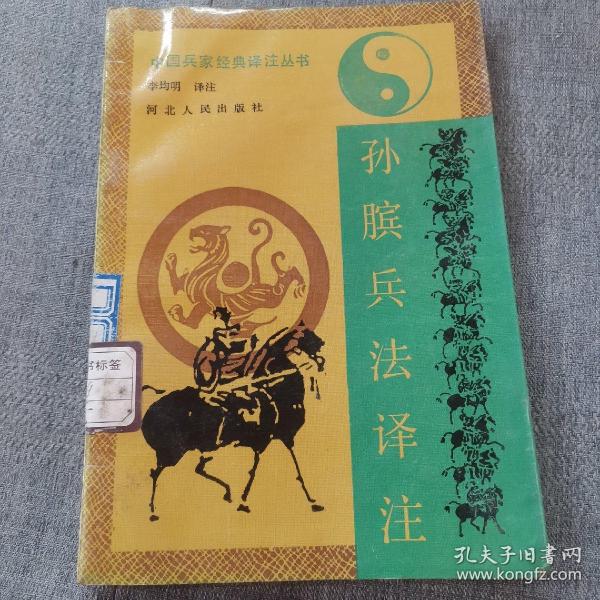 中国兵家经典译注丛书
李均明 译注
河北人民出版社
孙膑兵法译注
书标签
孔夫子旧书网
www.kongfz.com